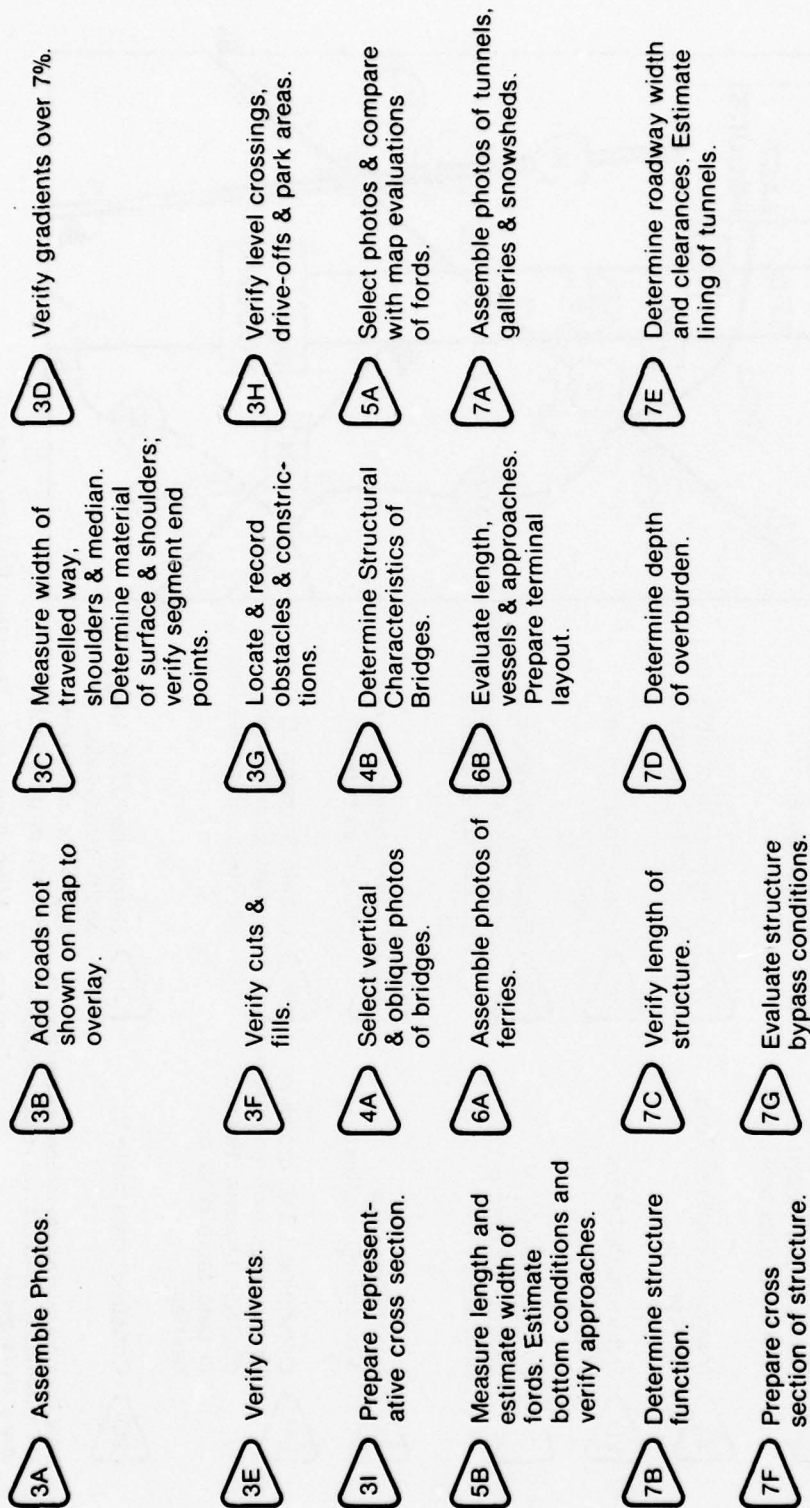 3A
Assemble Photos.
3B
Add roads not
shown on map to
overlay.
3C
Measure width of
travelled way,
shoulders & median.
Determine material
of surface & shoulders;
verify segment end
points.
3D
Verify gradients over 7%.
3E
Verify culverts.
3F
Verify cuts &
fills.
3G
Locate & record
obstacles & constric-
tions.
3H
Verify level crossings,
drive-offs & park areas.
3I
Prepare represent-
ative cross section.
4A
Select vertical
& oblique photos
of bridges.
4B
Determine Structural
Characteristics of
Bridges.
5A
Select photos & compare
with map evaluations
of fords.
5B
Measure length and
estimate width of
fords. Estimate
bottom conditions and
verify approaches.
6A
Assemble photos of
ferries.
6B
Evaluate length,
vessels & approaches.
Prepare terminal
layout.
7A
Assemble photos of tunnels,
galleries & snowsheds.
7B
Determine structure
function.
7C
Verify length of
structure.
7D
Determine depth
of overburden.
7E
Determine roadway width
and clearances. Estimate
lining of tunnels.
7F
Prepare cross
section of structure.
7G
Evaluate structure
bypass conditions.